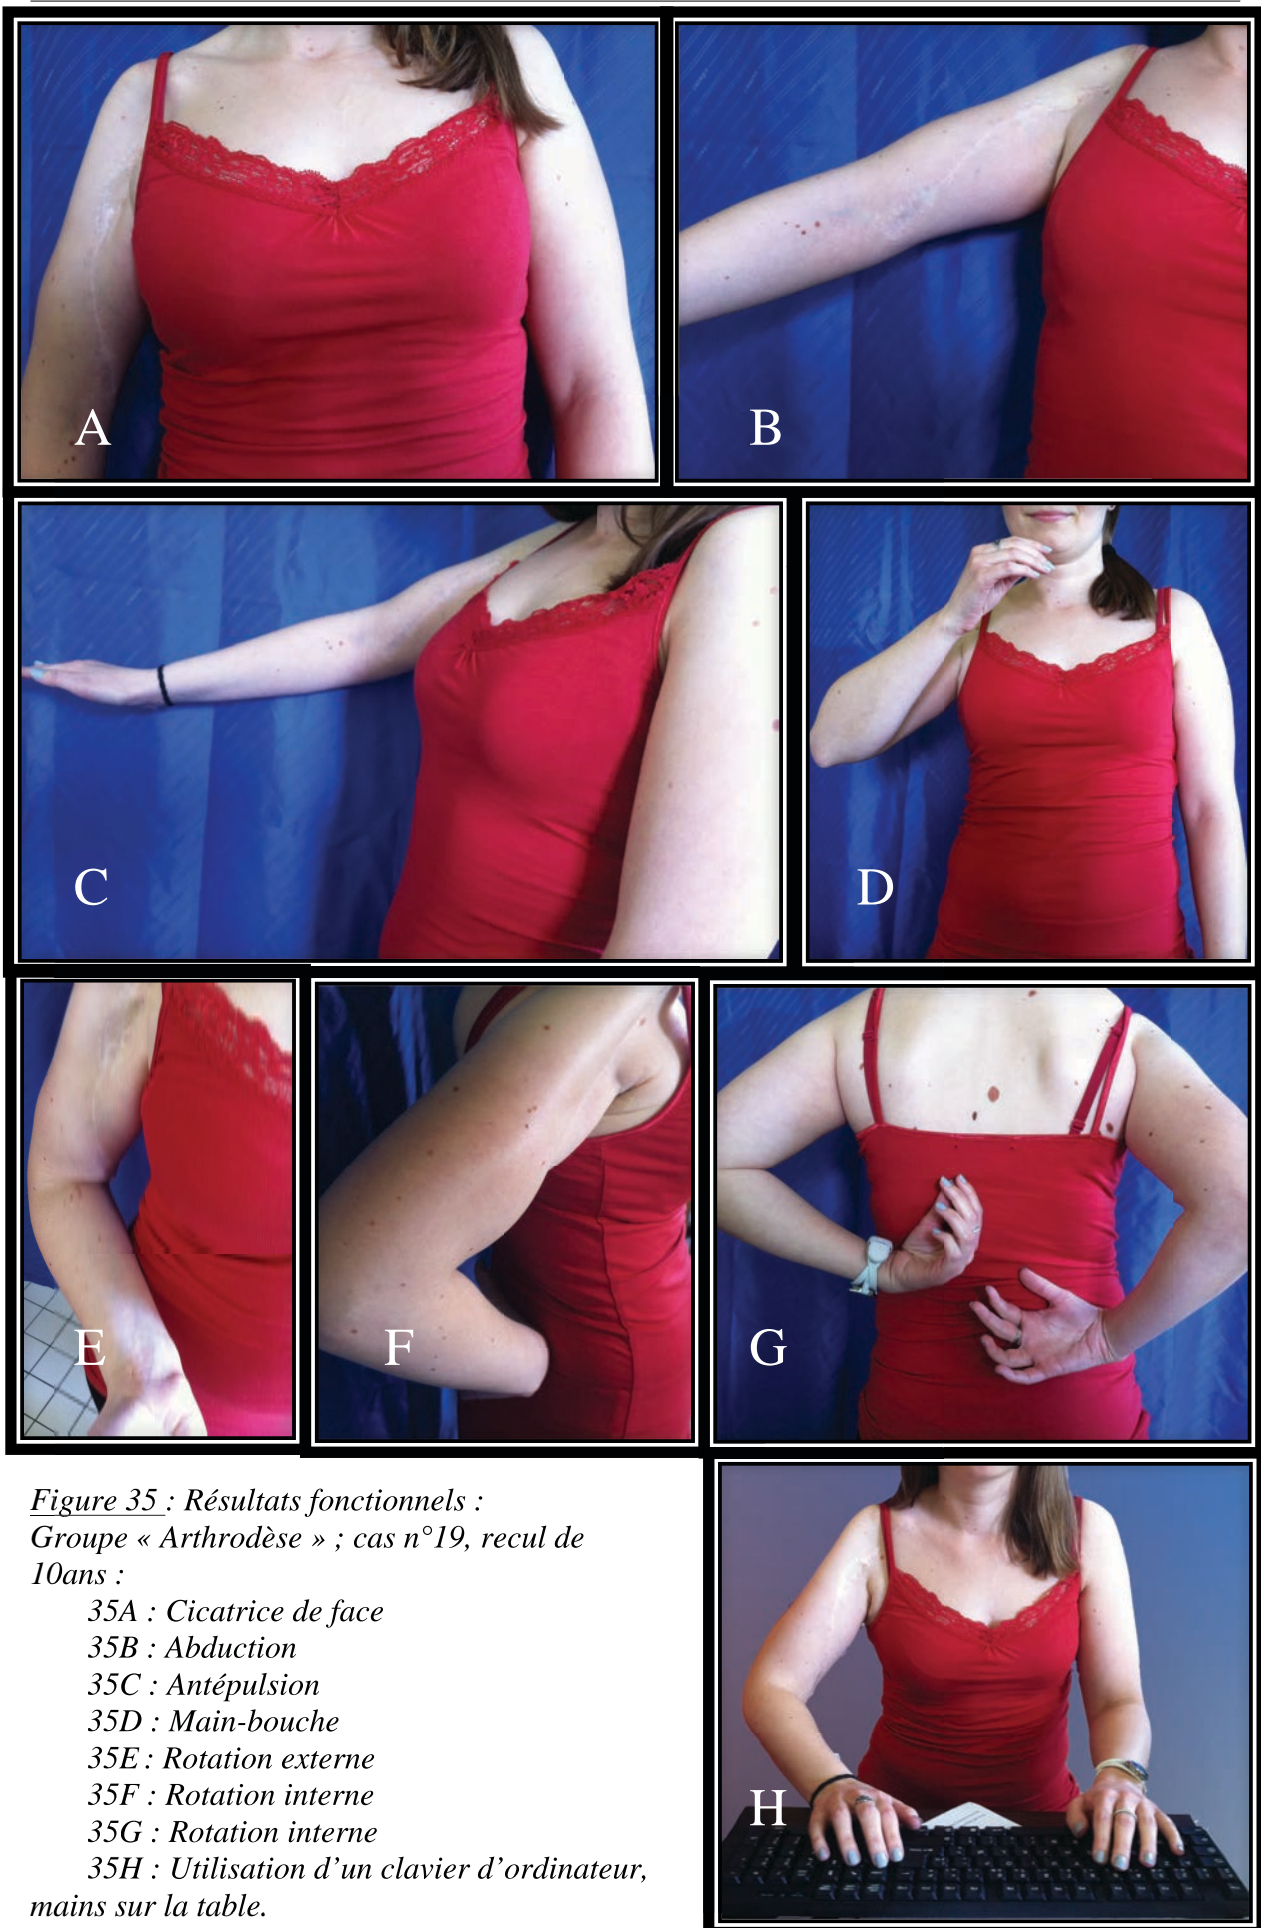 A
B
C
D
E
F
G
H
Figure 35 : Résultats fonctionnels :
Groupe « Arthrodèse » ; cas n°19, recul de
10ans :
35A : Cicatrice de face
35B : Abduction
35C : Antépulsion
35D : Main-bouche
35E : Rotation externe
35F : Rotation interne
35G : Rotation interne
35H : Utilisation d’un clavier d’ordinateur,
mains sur la table.